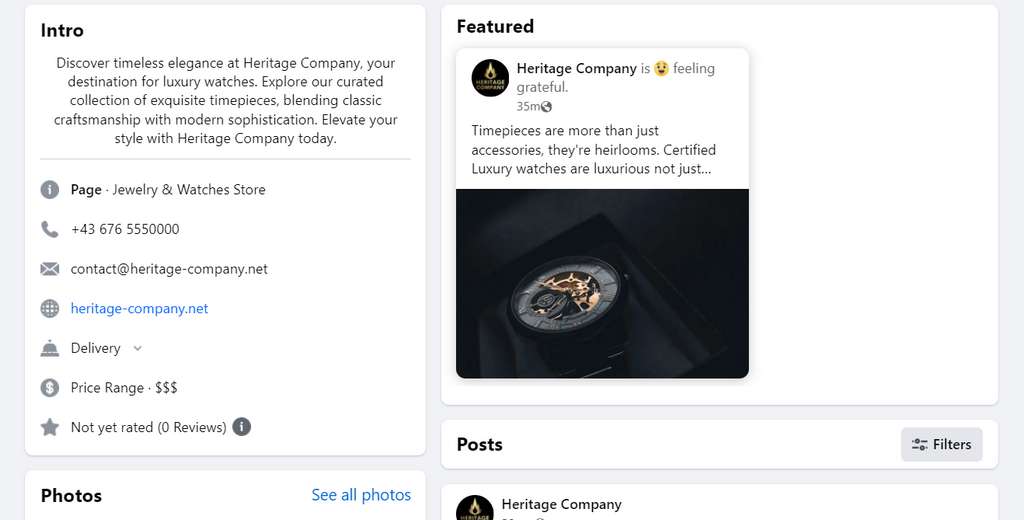 Intro
Discover timeless elegance at Heritage Company, your
destination for luxury watches. Explore our curated
collection of exquisite timepieces, blending classic
craftsmanship with modern sophistication. Elevate your
style with Heritage Company today.
Page · Jewelry & Watches Store
+43 676 5550000
contact@heritage-company.net
heritage-company.net
Delivery
Price Range · $$$
Not yet rated (0 Reviews)
Photos
See all photos
Featured
HERITAGE
COMPANY
Heritage Company is 😉 feeling
grateful.
35m
Timepieces are more than just
accessories, they're heirlooms. Certified
Luxury watches are luxurious not just...
Posts
Filters
HERITAGE
Heritage Company